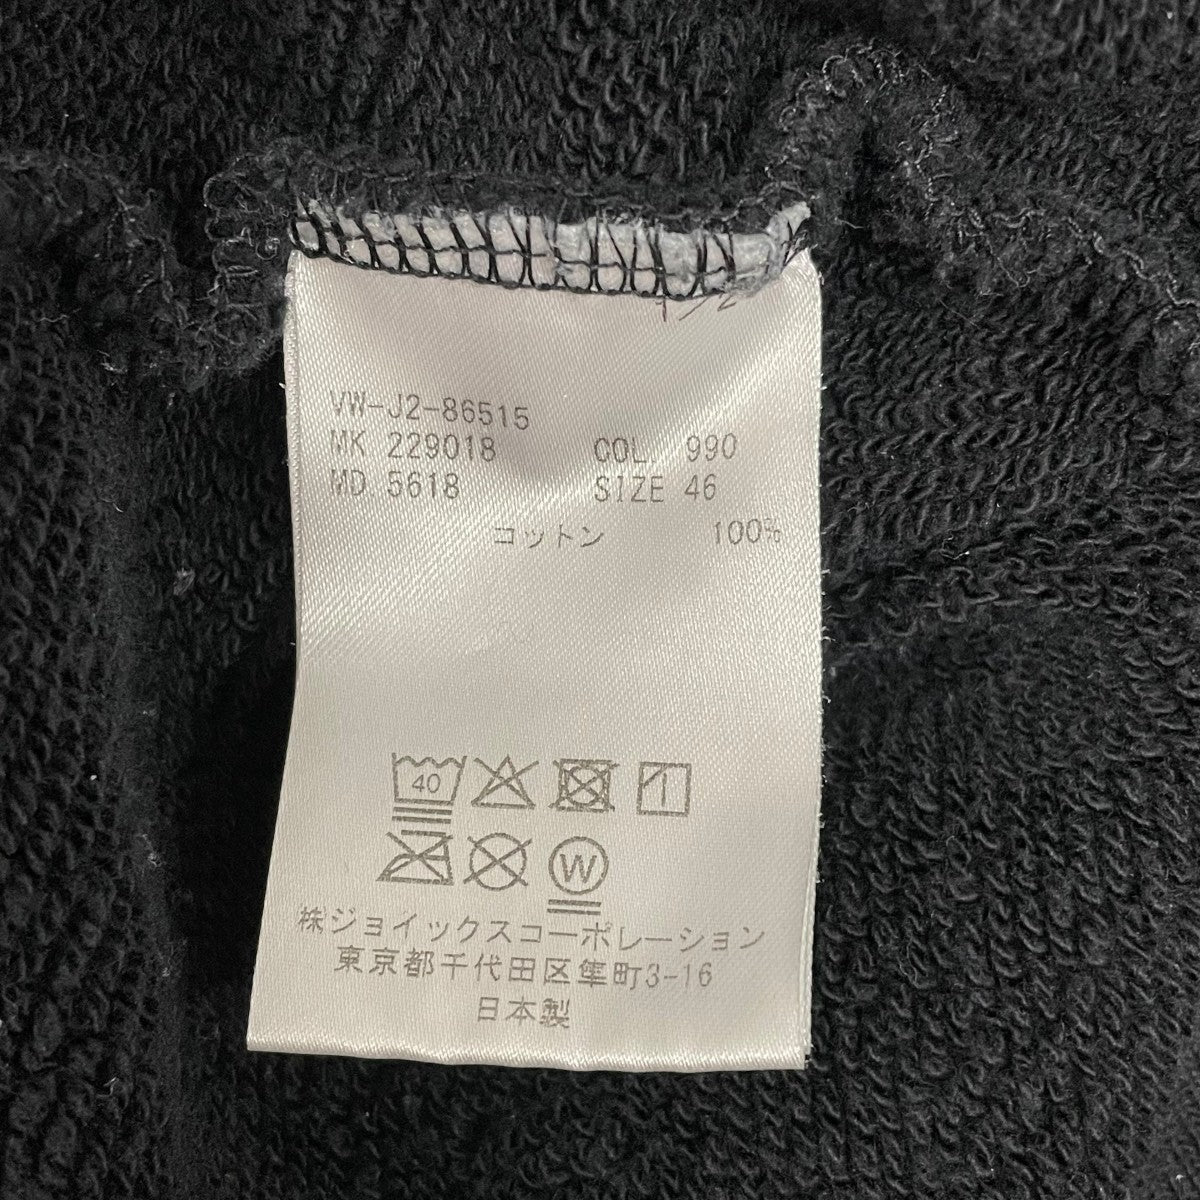 VW-J2-86515
MK 229018 COL. 990
MD 5618 SIZE 46
コットン 100%
40
1
W
株ジョイックスコーポレーション
東京都千代田区隼町3-16
日本製